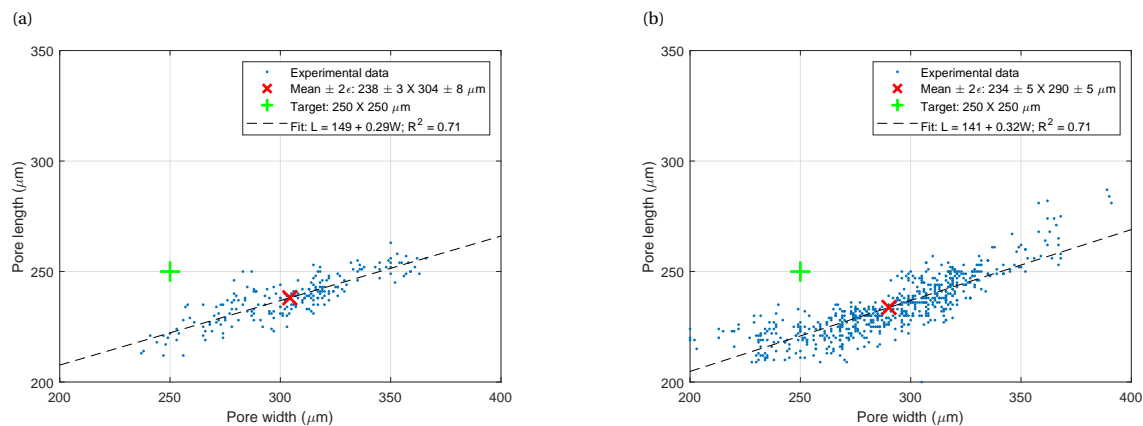 (a)
350
300
250
200
200
250
300
350
400
Pore length (μm)
Pore width (μm)
Experimental data
Mean ± 2ϵ: 238 ± 3 X 304 ± 8 μm
Target: 250 X 250 μm
Fit: L = 149 + 0.29W; R² = 0.71
(b)
350
300
250
200
200
250
300
350
400
Pore length (μm)
Pore width (μm)
Experimental data
Mean ± 2ϵ: 234 ± 5 X 290 ± 5 μm
Target: 250 X 250 μm
Fit: L = 141 + 0.32W; R² = 0.71